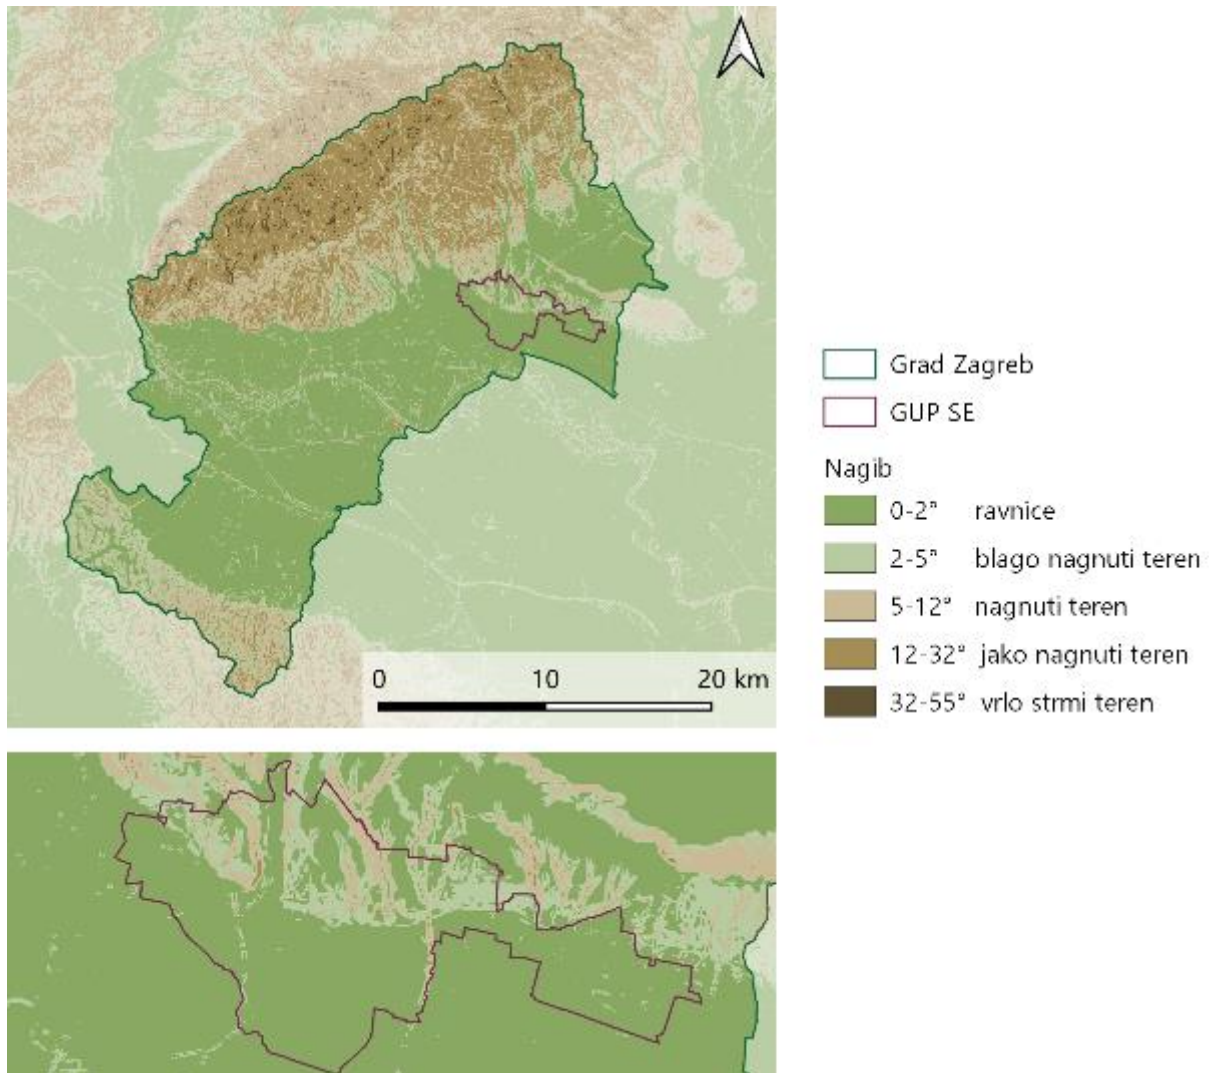 0 10 20 km
Grad Zagreb
GUP SE
Nagib
0-2° ravnice
2-5° blago nagnuti teren
5-12° nagnuti teren
12-32° jako nagnuti teren
32-55° vrlo strmi teren